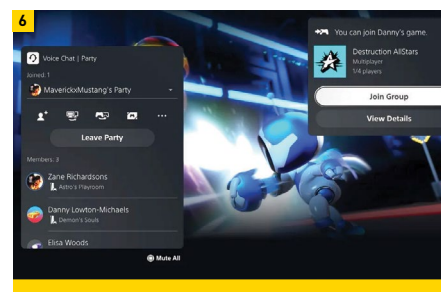 6
Voice Chat | Party
Joined: 1
MaverickxMustang's Party
Leave Party
Members: 3
Zane Richardsons
Astro's Playroom
Danny Lowton-Michaels
Demon's Souls
Elisa Woods
Mute All
You can join Danny's game.
Destruction AllStars
Multiplayer
1/4 players
Join Group
View Details